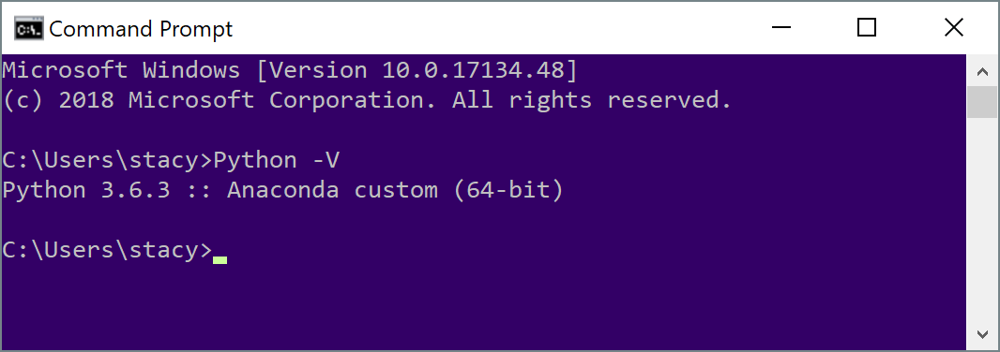 Command Prompt
Microsoft Windows [Version 10.0.17134.48]
(c) 2018 Microsoft Corporation. All rights reserved.
C:\Users\stacy>Python -V
Python 3.6.3 :: Anaconda custom (64-bit)
C:\Users\stacy>